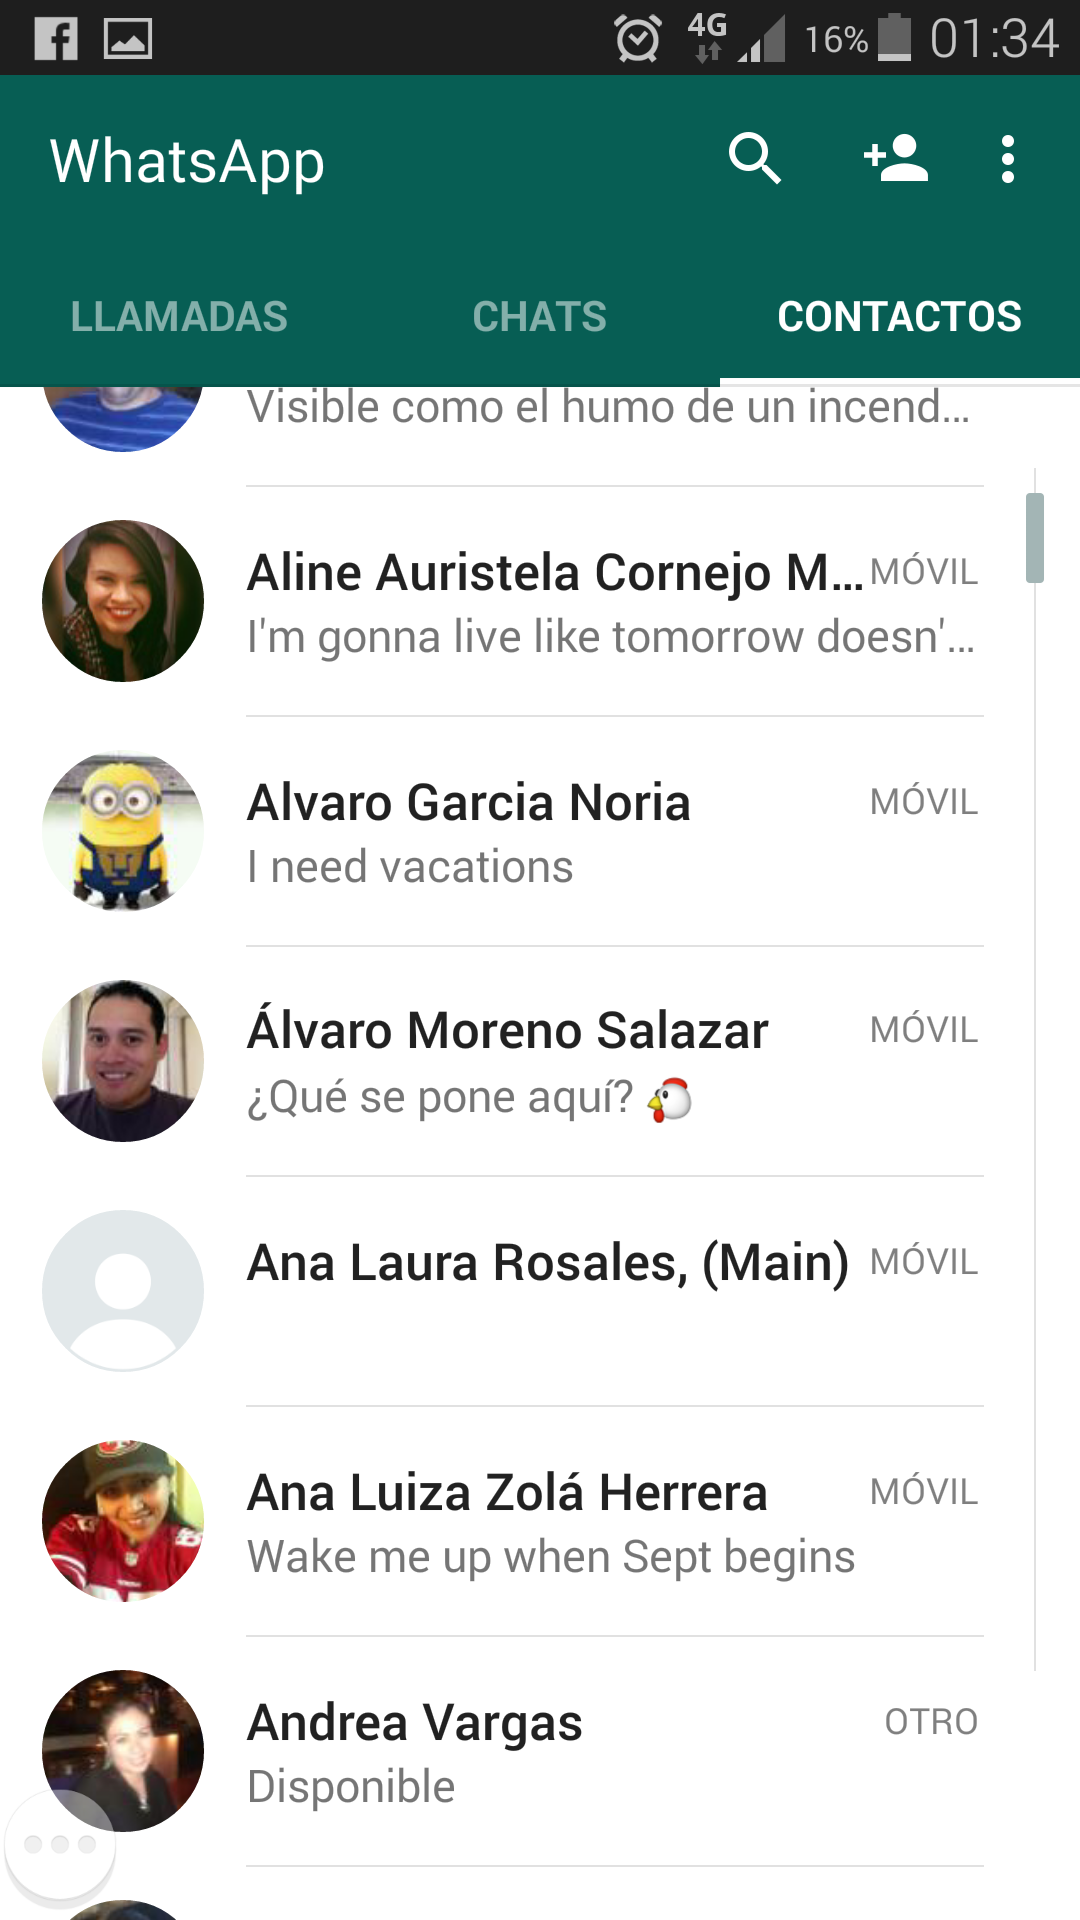 4G 16% 01:34
WhatsApp
LLAMADAS CHATS CONTACTOS
Visible como el humo de un incend...
Aline Auristela Cornejo M... MÓVIL
I'm gonna live like tomorrow doesn'...
Alvaro Garcia Noria MÓVIL
I need vacations
Álvaro Moreno Salazar MÓVIL
¿Qué se pone aquí? 🐔
Ana Laura Rosales, (Main) MÓVIL
Ana Luiza Zolá Herrera MÓVIL
Wake me up when Sept begins
Andrea Vargas OTRO
Disponible